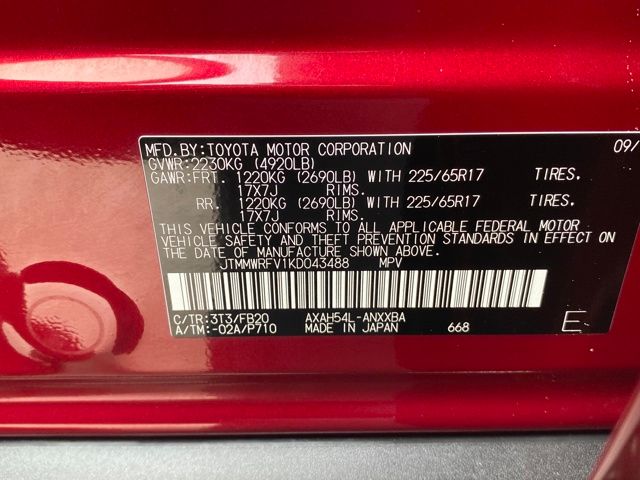 MFD.BY:TOYOTA MOTOR CORPORATION 09/
GVWR:2230KG (4920LB)
GAWR:FRT. 1220KG (2690LB) WITH 225/65R17 TIRES.
17X7J RIMS.
RR. 1220KG (2690LB) WITH 225/65R17 TIRES.
17X7J RIMS.
THIS VEHICLE CONFORMS TO ALL APPLICABLE FEDERAL MOTOR
VEHICLE SAFETY AND THEFT PREVENTION STANDARDS IN EFFECT ON
THE DATE OF MANUFACTURE SHOWN ABOVE.
JTMMWRFV1KD043488 MPV
C/TR:3T3/FB20 AXAH54L-ANXXBA
A/TM:-02A/P710 MADE IN JAPAN 668 E